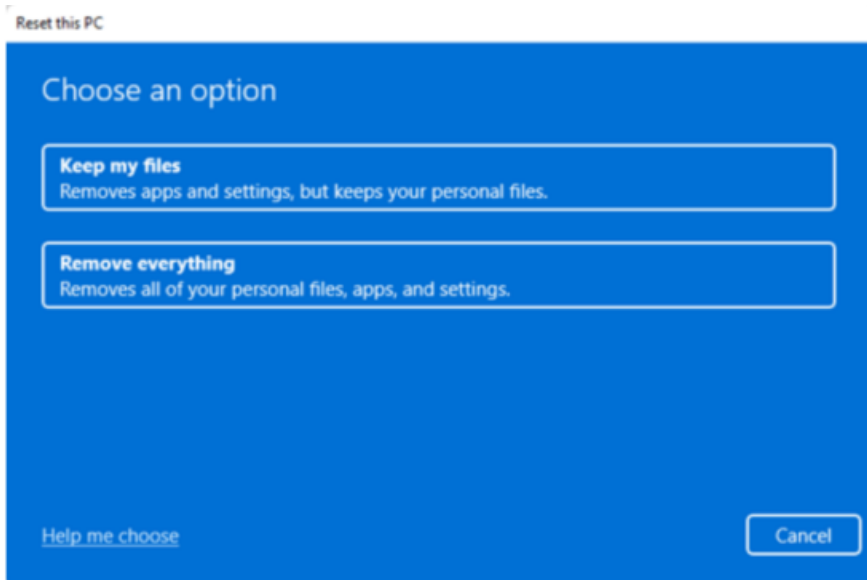 Reset this PC
Choose an option
Keep my files
Removes apps and settings, but keeps your personal files.
Remove everything
Removes all of your personal files, apps, and settings.
Help me choose
Cancel